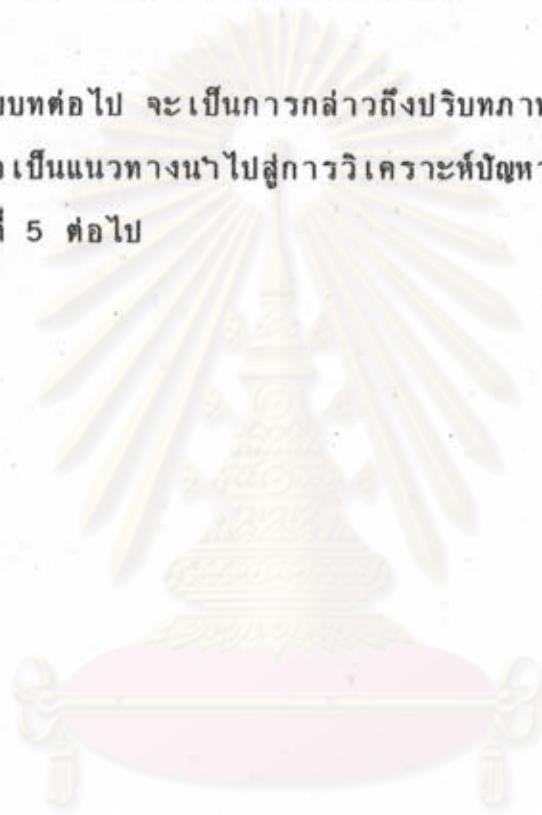 บทต่อไป จะเป็นการกล่าวถึงปริบทภาพ
เป็นแนวทางนำไปสู่การวิเคราะห์ปัญหา
ที่ 5 ต่อไป